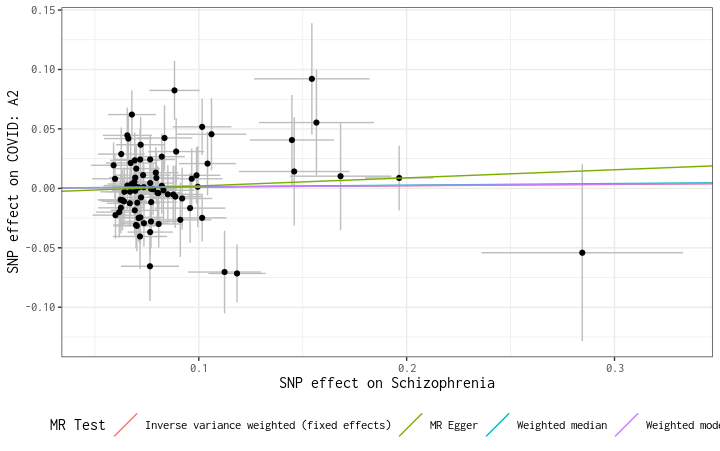 SNP effect on COVID: A2
0.15
0.10
0.05
0.00
−0.05
−0.10
0.1
0.2
0.3
SNP effect on Schizophrenia
MR Test
Inverse variance weighted (fixed effects)
MR Egger
Weighted median
Weighted mode